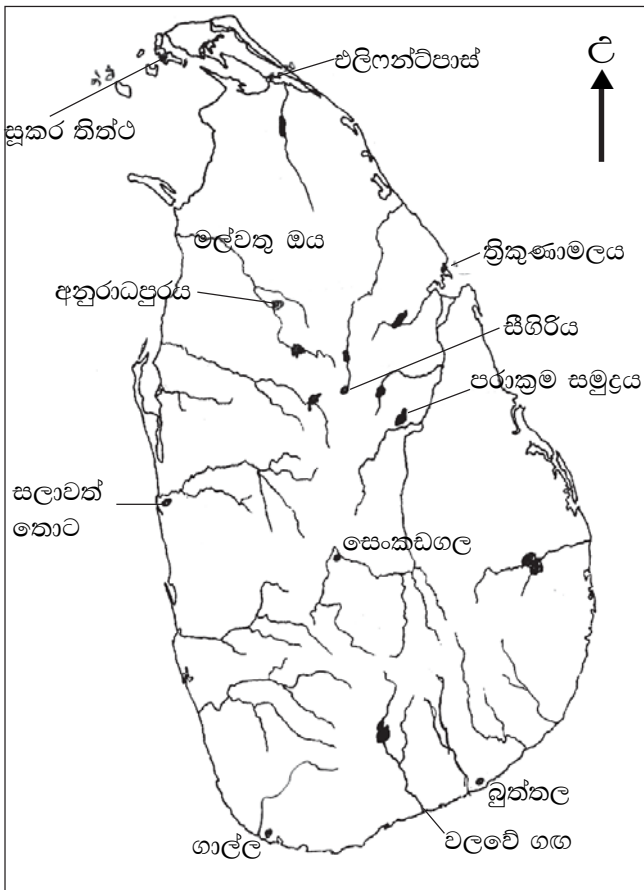 එලිෆන්ට්පාස්
උ
සූකර තිත්ථ
මල්වතු ඔය
ත්‍රිකුණාමලය
අනුරාධපුරය
සීගිරිය
පරාක්‍රම සමුද්‍රය
සලාවත්
තොට
සෙංකඩගල
බුත්තල
ගාල්ල
වලවේ ගඟ